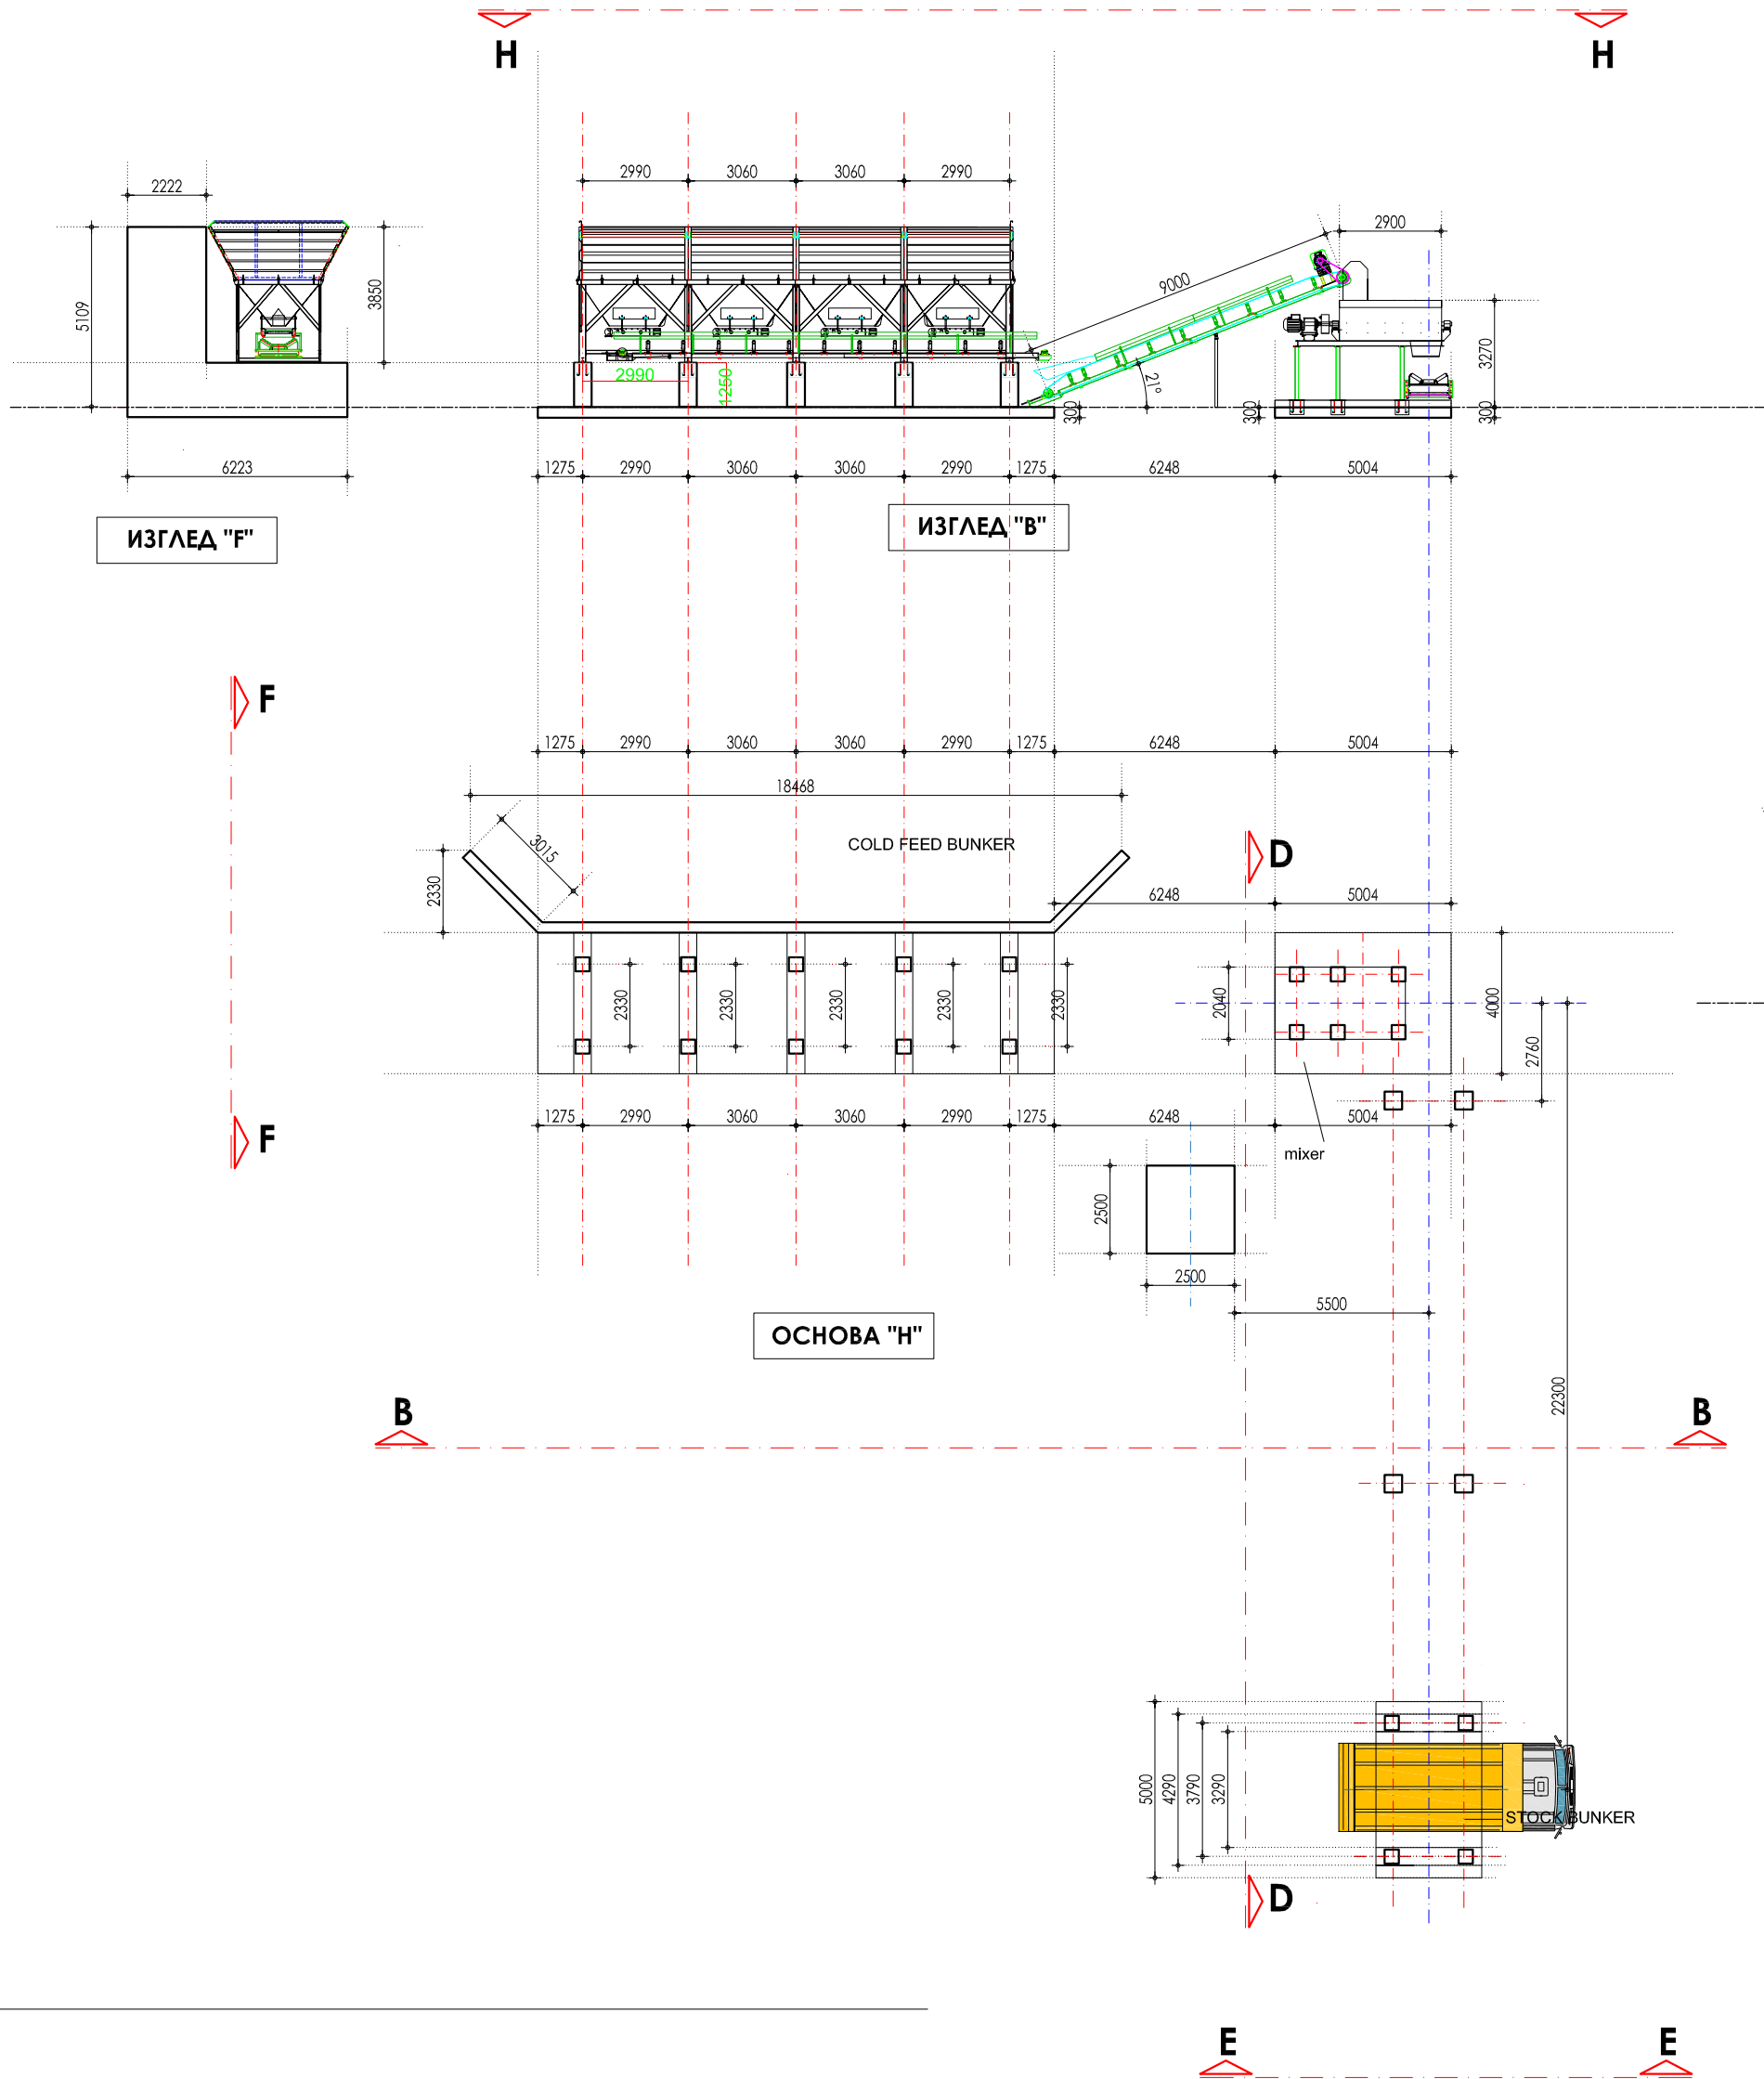 H H
2990 3060 3060 2990
2222
2900
9000
5109
3850
3270
2990
1250
21°
300
300
300
6223
1275 2990 3060 3060 2990 1275 6248 5004
ИЗГЛЕД "F"
ИЗГЛЕД "B"
F
1275 2990 3060 3060 2990 1275 6248 5004
18468
3015
COLD FEED BUNKER
D
2330
6248 5004
2330 2330 2330 2330 2330
2040
4000
2760
F
1275 2990 3060 3060 2990 1275 6248 5004
mixer
2500
2500
5500
ОСНОВА "H"
22300
B B
5000 4290 3790 3290
STOCK BUNKER
D
E E